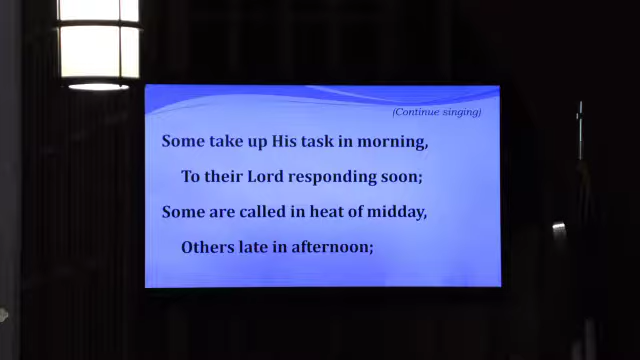 (Continue singing)
Some take up His task in morning,
To their Lord responding soon;
Some are called in heat of midday,
Others late in afternoon;